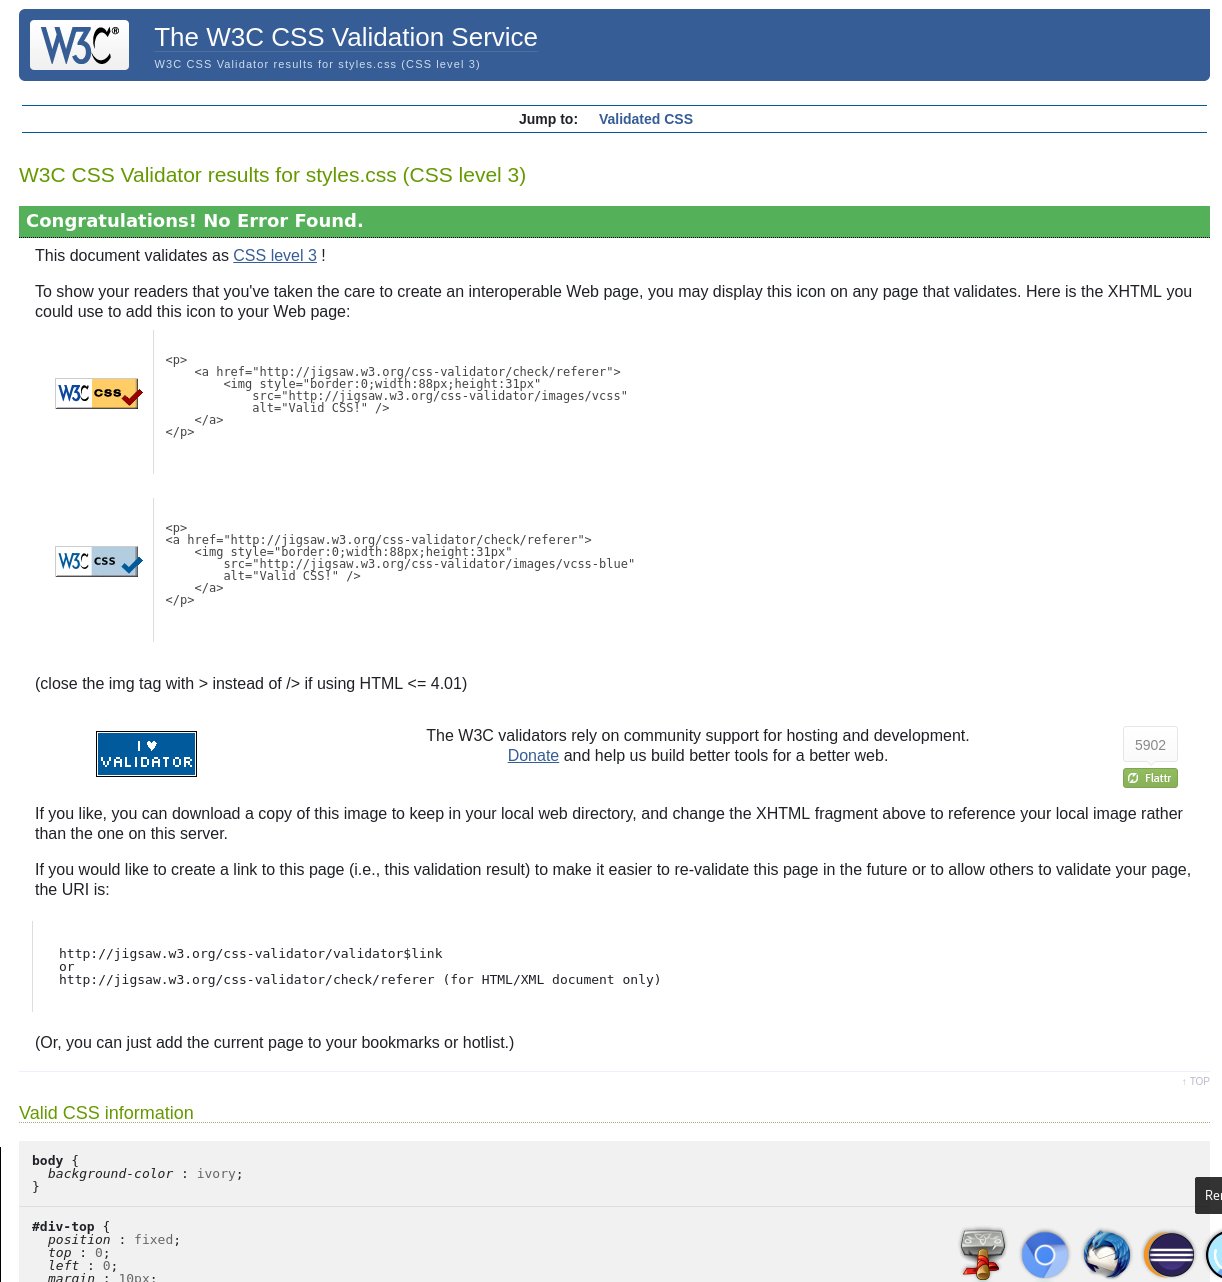 W3C®
The W3C CSS Validation Service
W3C CSS Validator results for styles.css (CSS level 3)
Jump to: Validated CSS
W3C CSS Validator results for styles.css (CSS level 3)
Congratulations! No Error Found.
This document validates as CSS level 3 !
To show your readers that you've taken the care to create an interoperable Web page, you may display this icon on any page that validates. Here is the XHTML you
could use to add this icon to your Web page:
W3C css
<p>
    <a href="http://jigsaw.w3.org/css-validator/check/referer">
        <img style="border:0;width:88px;height:31px"
            src="http://jigsaw.w3.org/css-validator/images/vcss"
            alt="Valid CSS!" />
    </a>
</p>
W3C css
<p>
<a href="http://jigsaw.w3.org/css-validator/check/referer">
    <img style="border:0;width:88px;height:31px"
        src="http://jigsaw.w3.org/css-validator/images/vcss-blue"
        alt="Valid CSS!" />
    </a>
</p>
(close the img tag with > instead of /> if using HTML <= 4.01)
I ♥
VALIDATOR
The W3C validators rely on community support for hosting and development.
Donate and help us build better tools for a better web.
5902
Flattr
If you like, you can download a copy of this image to keep in your local web directory, and change the XHTML fragment above to reference your local image rather
than the one on this server.
If you would like to create a link to this page (i.e., this validation result) to make it easier to re-validate this page in the future or to allow others to validate your page,
the URI is:
http://jigsaw.w3.org/css-validator/validator$link
or
http://jigsaw.w3.org/css-validator/check/referer (for HTML/XML document only)
(Or, you can just add the current page to your bookmarks or hotlist.)
↑ TOP
Valid CSS information
body {
  background-color : ivory;
}
#div-top {
  position : fixed;
  top : 0;
  left : 0;
  margin : 10px;